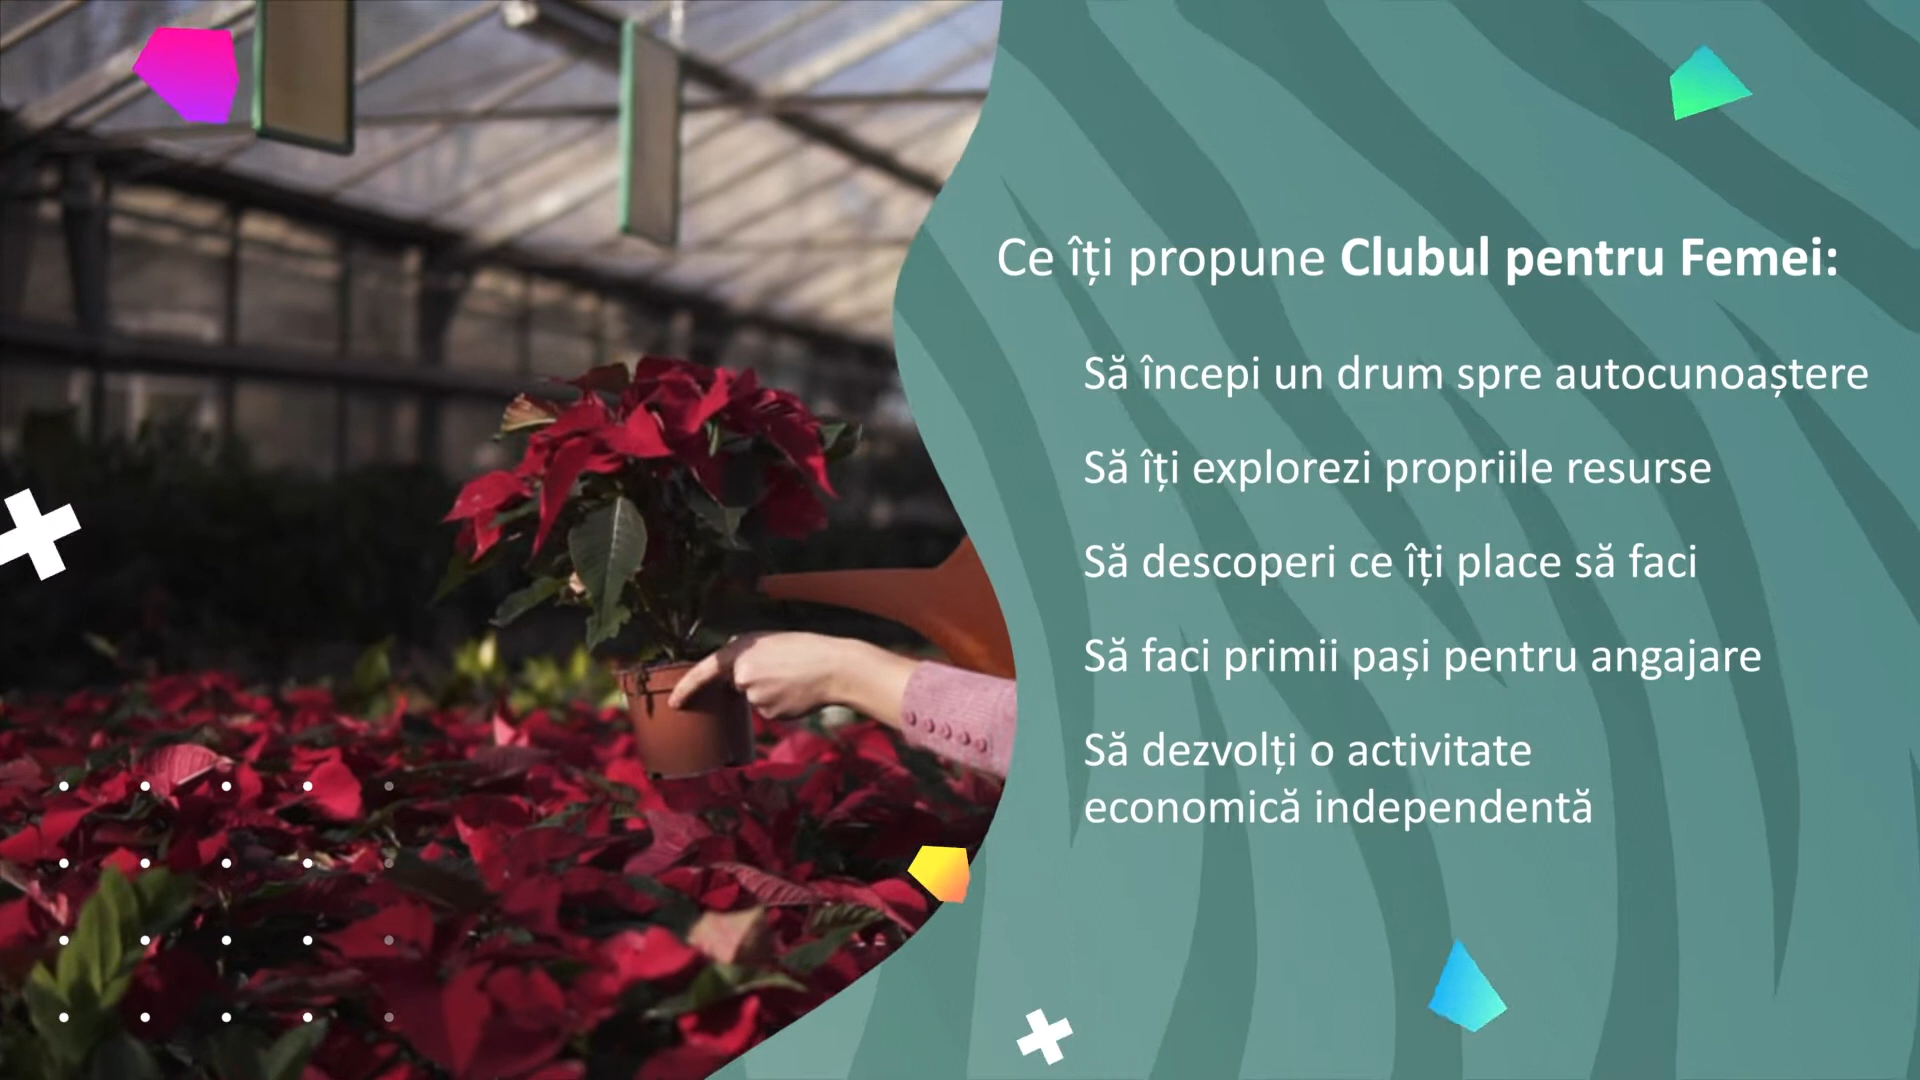 Ce îți propune Clubul pentru Femei:
Să începi un drum spre autocunoaștere
Să îți explorezi propriile resurse
Să descoperi ce îți place să faci
Să faci primii pași pentru angajare
Să dezvolți o activitate
economică independentă